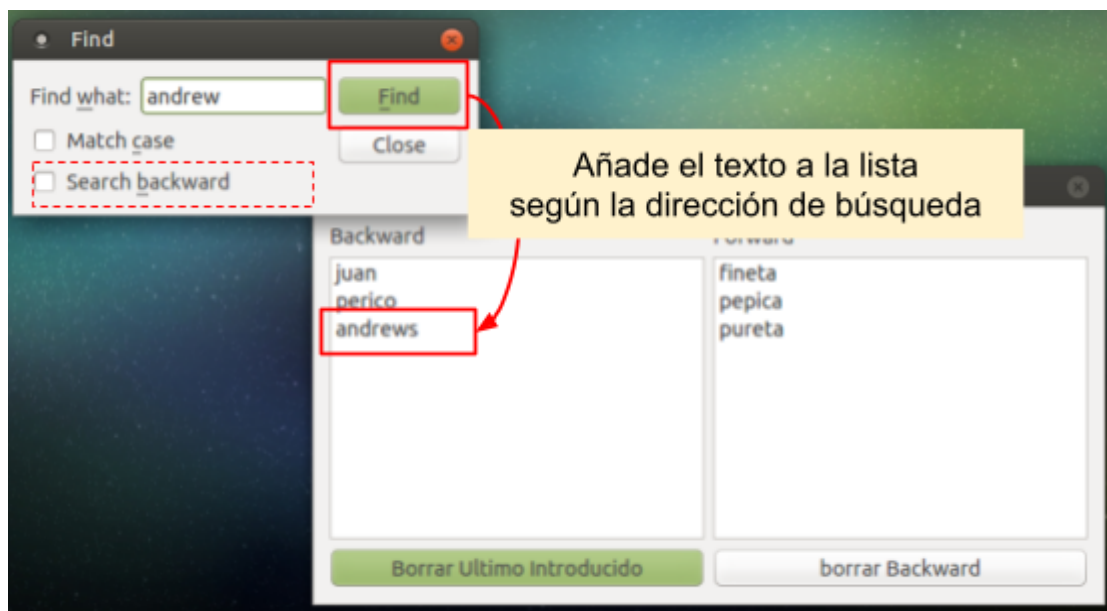 Find
Find what: andrew
Find
Match case
Close
Search backward
Añade el texto a la lista
según la dirección de búsqueda
Backward
Forward
juan
perico
andrews
fineta
pepica
pureta
Borrar Ultimo Introducido
borrar Backward